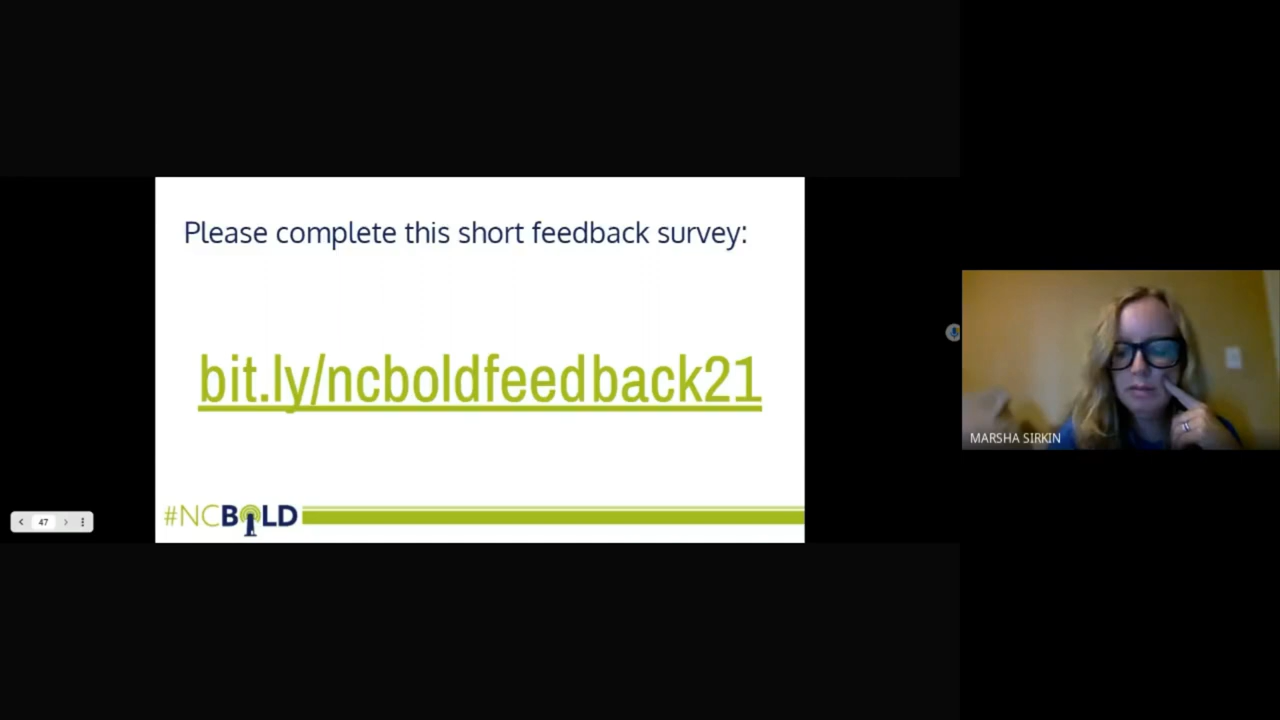 Please complete this short feedback survey:
bit.ly/ncboldfeedback21
#NCBOLD
47
MARSHA SIRKIN